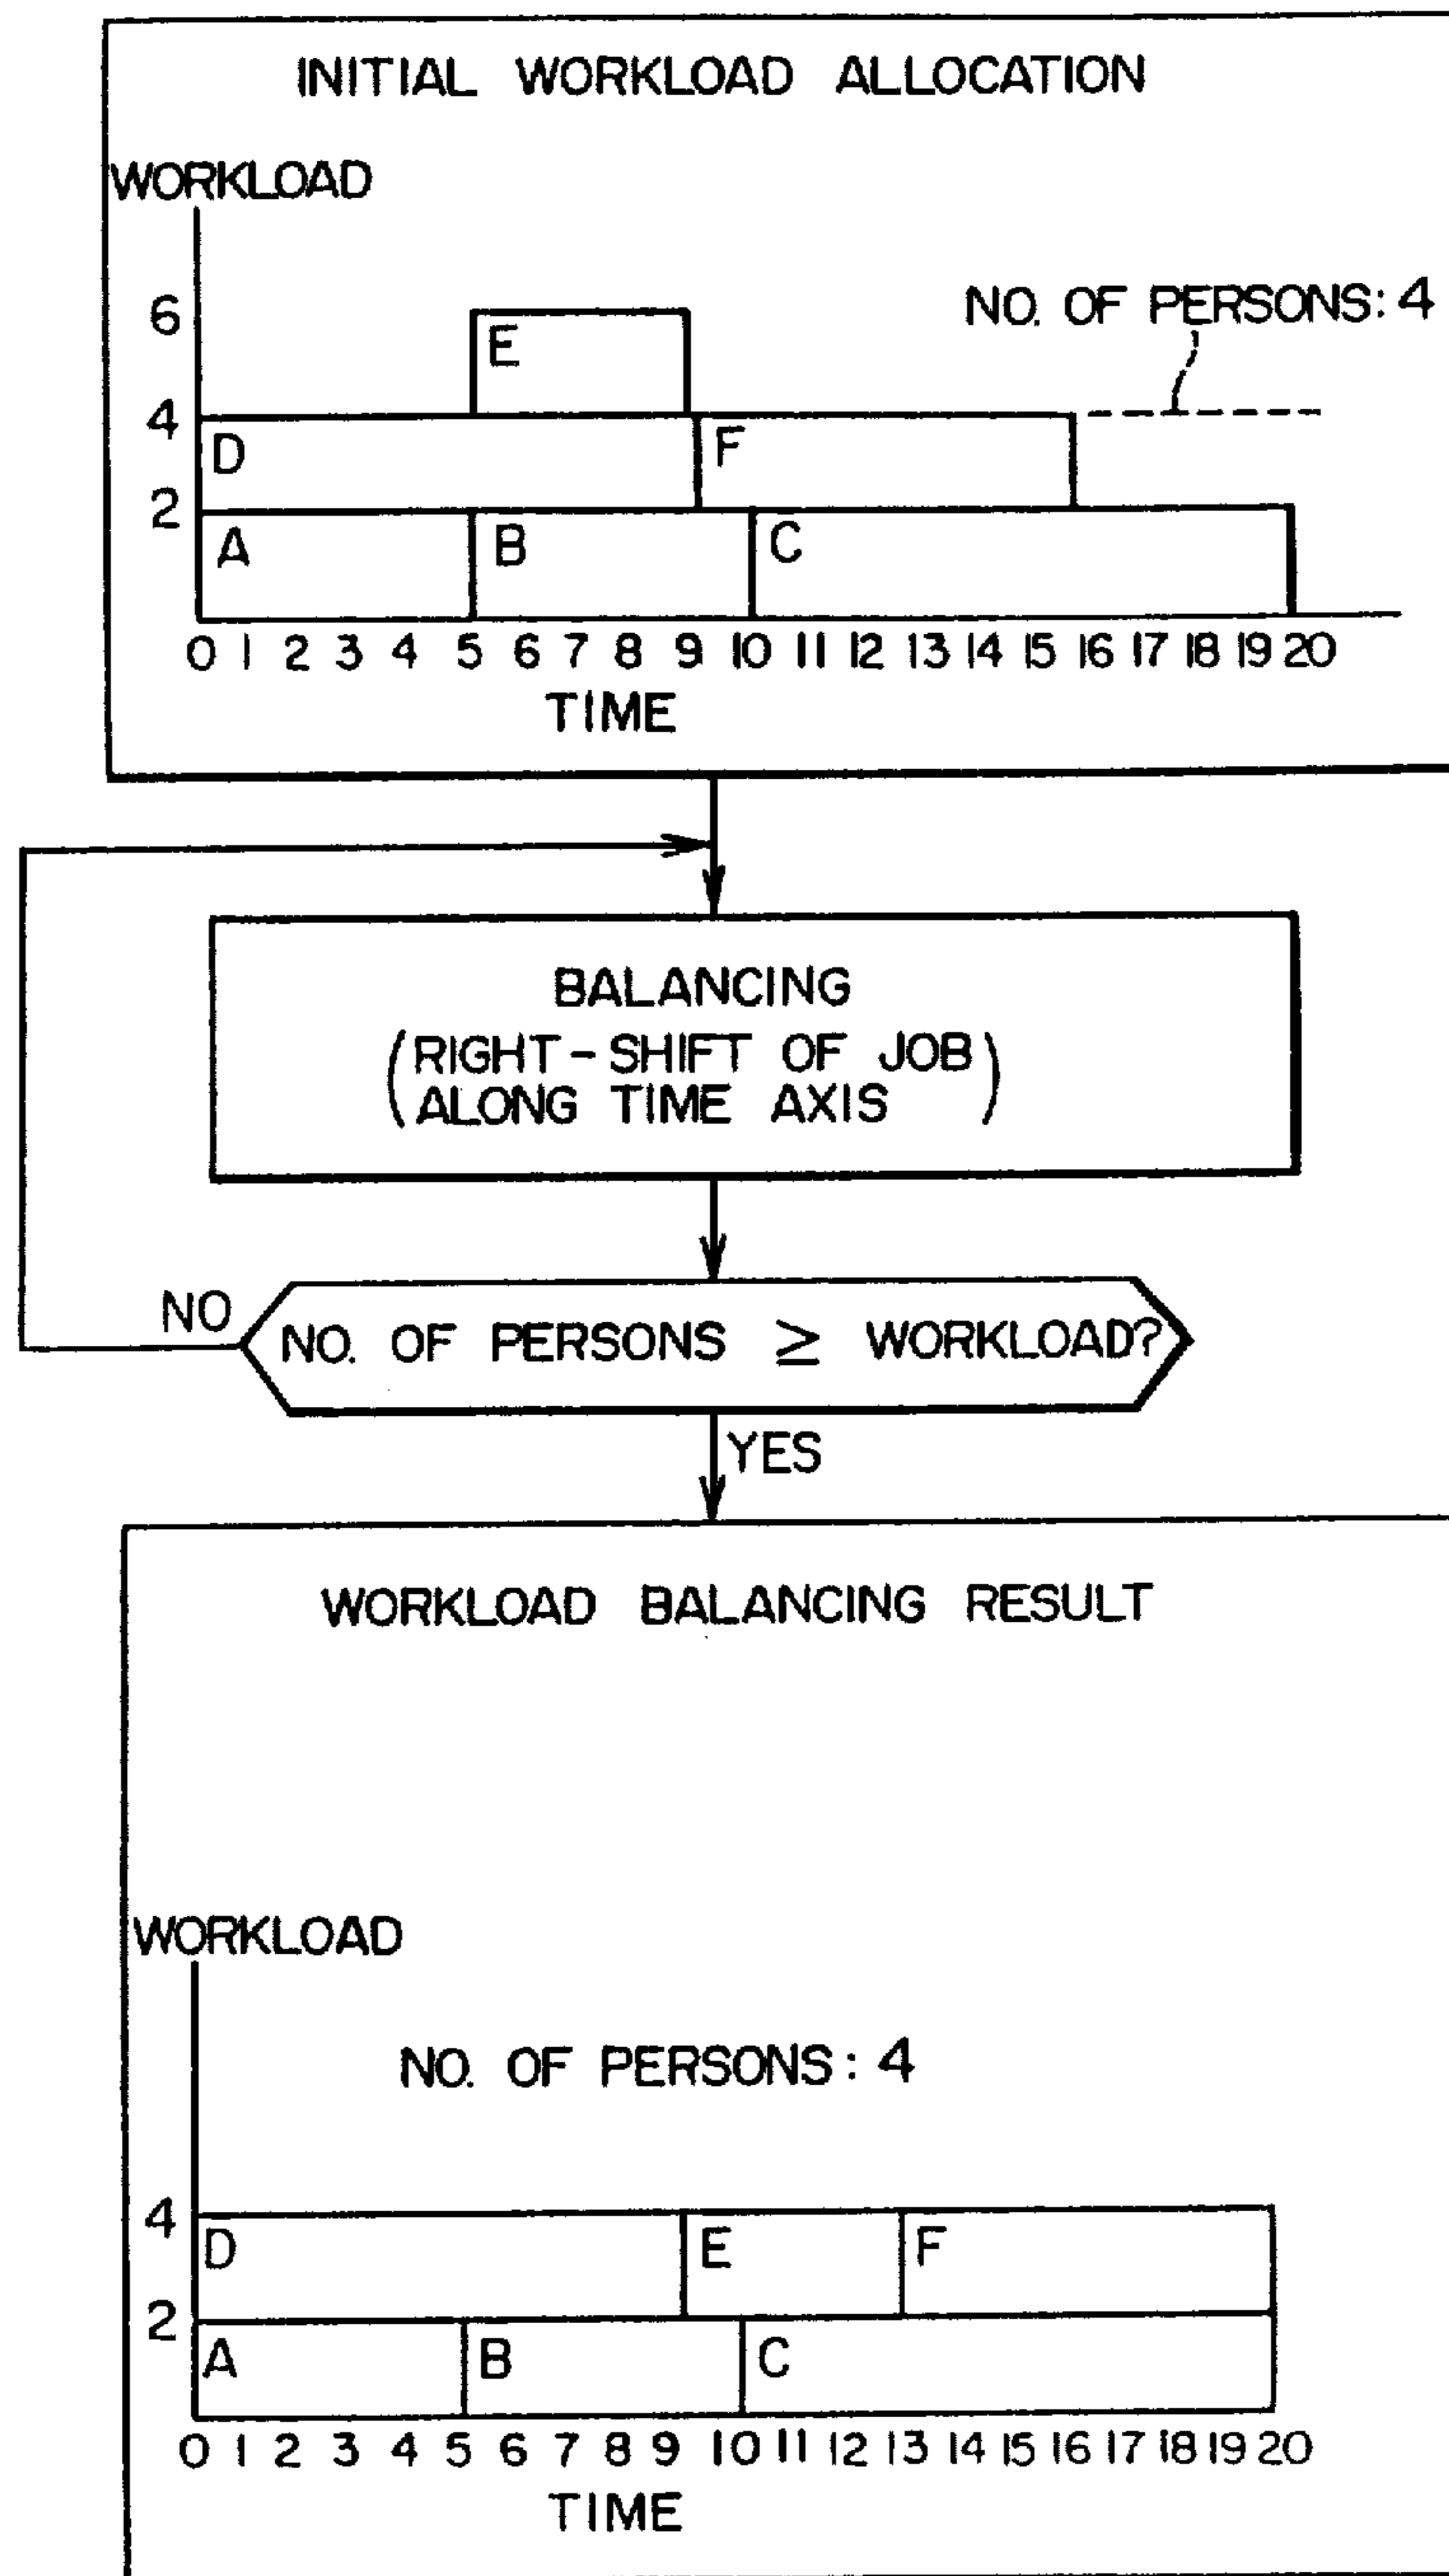 INITIAL WORKLOAD ALLOCATION
WORKLOAD
NO. OF PERSONS: 4
6
E
4
D F
2
A B C
0 1 2 3 4 5 6 7 8 9 10 11 12 13 14 15 16 17 18 19 20
TIME
BALANCING
(RIGHT-SHIFT OF JOB
ALONG TIME AXIS)
NO
NO. OF PERSONS ≥ WORKLOAD?
YES
WORKLOAD BALANCING RESULT
WORKLOAD
NO. OF PERSONS: 4
4
D E F
2
A B C
0 1 2 3 4 5 6 7 8 9 10 11 12 13 14 15 16 17 18 19 20
TIME